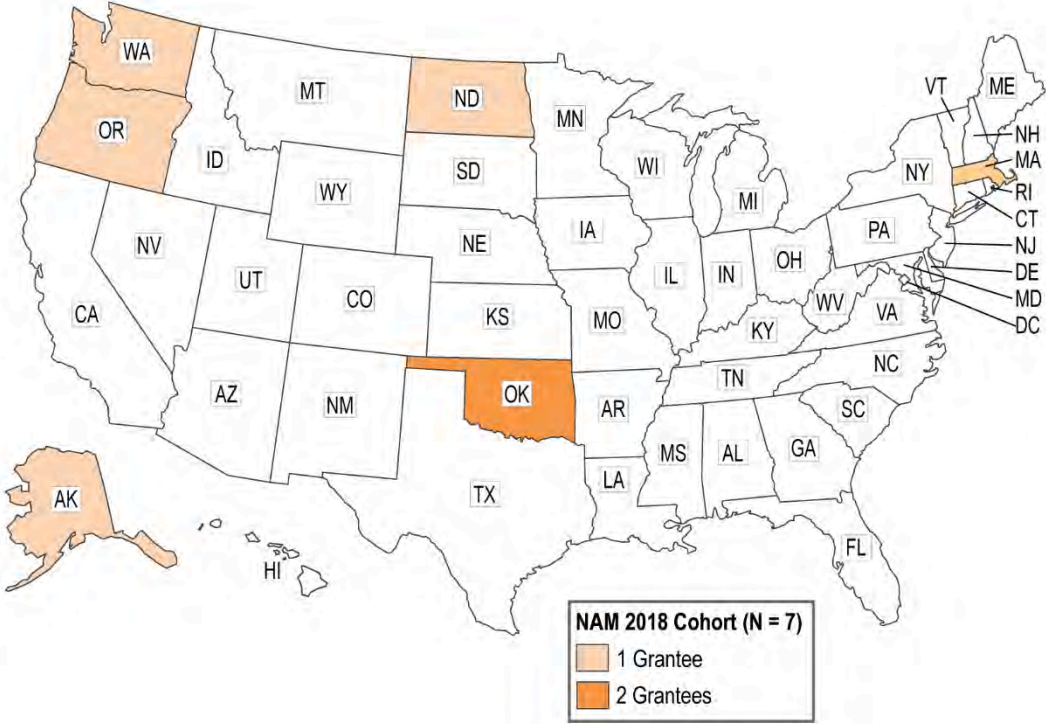 WA
MT
ND
MN
VT
ME
OR
ID
SD
WI
NY
NH
MA
WY
MI
RI
CT
NV
NE
IA
PA
NJ
UT
CO
IL
IN
OH
DE
CA
KS
MO
WV
VA
MD
KY
DC
AZ
NM
OK
AR
TN
NC
SC
MS
AL
GA
LA
AK
TX
FL
HI
NAM 2018 Cohort (N = 7)
1 Grantee
2 Grantees